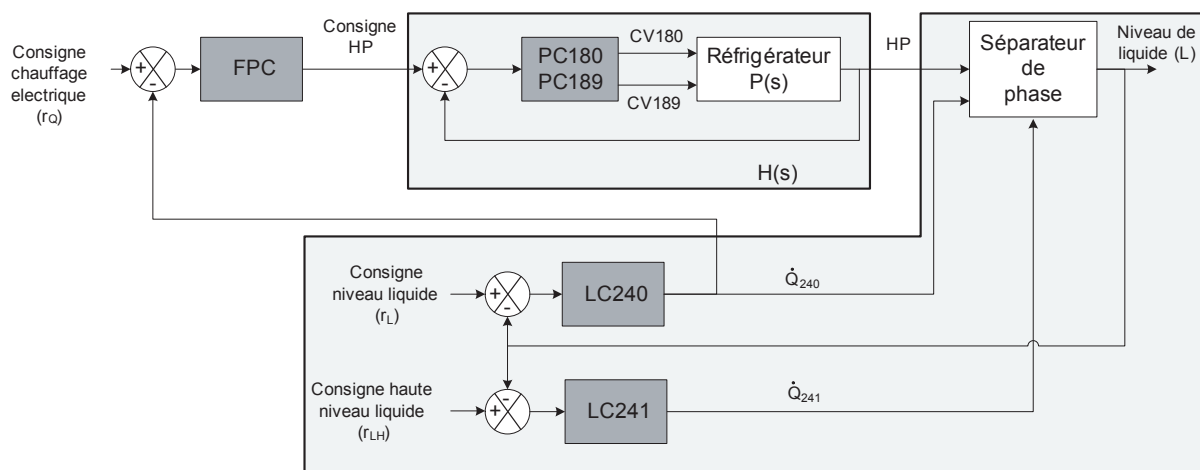 Consigne
chauffage
electrique
(rQ)
+
-
FPC
Consigne
HP
+
-
PC180
PC189
CV180
CV189
Réfrigérateur
P(s)
H(s)
HP
Séparateur
de
phase
Niveau de
liquide (L)
Consigne
niveau liquide
(rL)
+
-
LC240
Q̇240
Consigne haute
niveau liquide
(rLH)
-
+
LC241
Q̇241